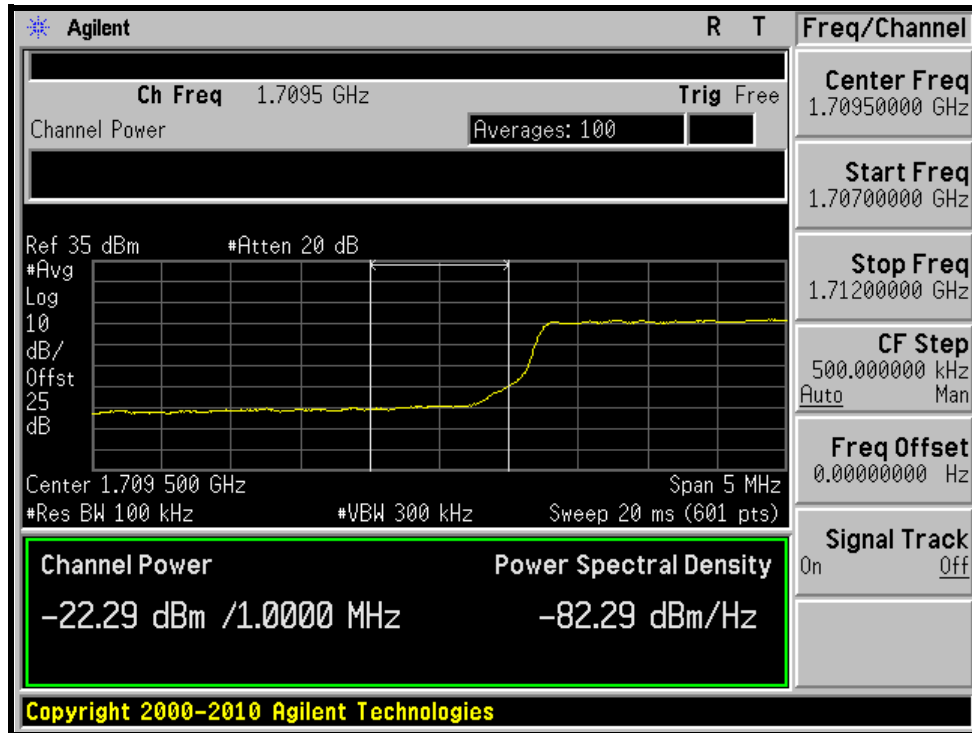 Agilent R T
Ch Freq 1.7095 GHz Trig Free
Channel Power Averages: 100
Ref 35 dBm #Atten 20 dB
#Avg
Log
10
dB/
Offst
25
dB
Center 1.709 500 GHz Span 5 MHz
#Res BW 100 kHz #VBW 300 kHz Sweep 20 ms (601 pts)
Channel Power Power Spectral Density
-22.29 dBm /1.0000 MHz -82.29 dBm/Hz
Copyright 2000-2010 Agilent Technologies
Freq/Channel
Center Freq
1.70950000 GHz
Start Freq
1.70700000 GHz
Stop Freq
1.71200000 GHz
CF Step
500.000000 kHz
Auto Man
Freq Offset
0.00000000 Hz
Signal Track
On Off